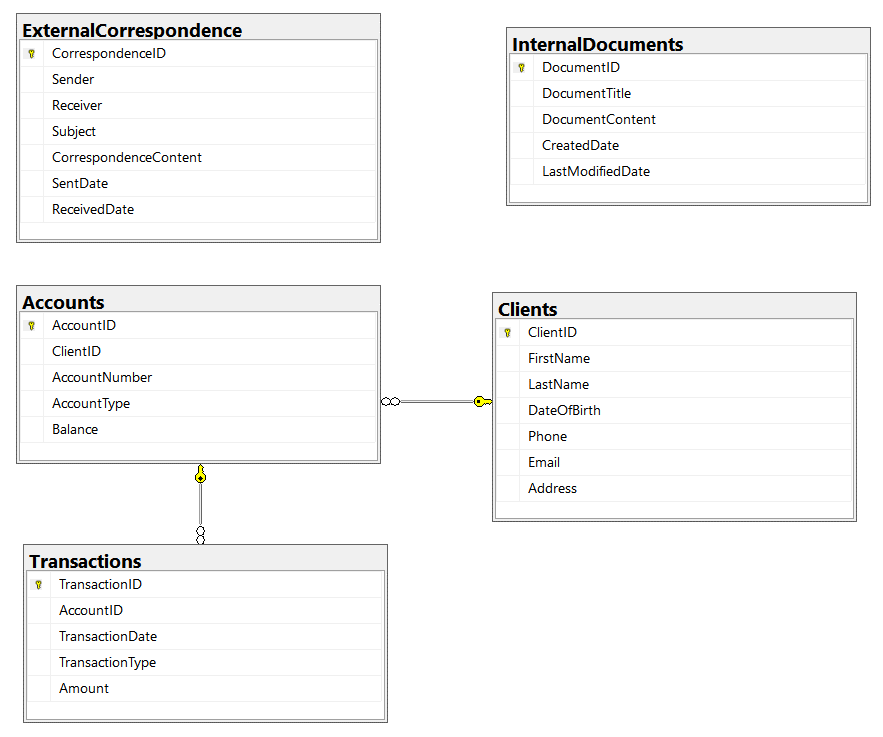 ExternalCorrespondence
CorrespondenceID
Sender
Receiver
Subject
CorrespondenceContent
SentDate
ReceivedDate
InternalDocuments
DocumentID
DocumentTitle
DocumentContent
CreatedDate
LastModifiedDate
Accounts
AccountID
ClientID
AccountNumber
AccountType
Balance
Clients
ClientID
FirstName
LastName
DateOfBirth
Phone
Email
Address
Transactions
TransactionID
AccountID
TransactionDate
TransactionType
Amount